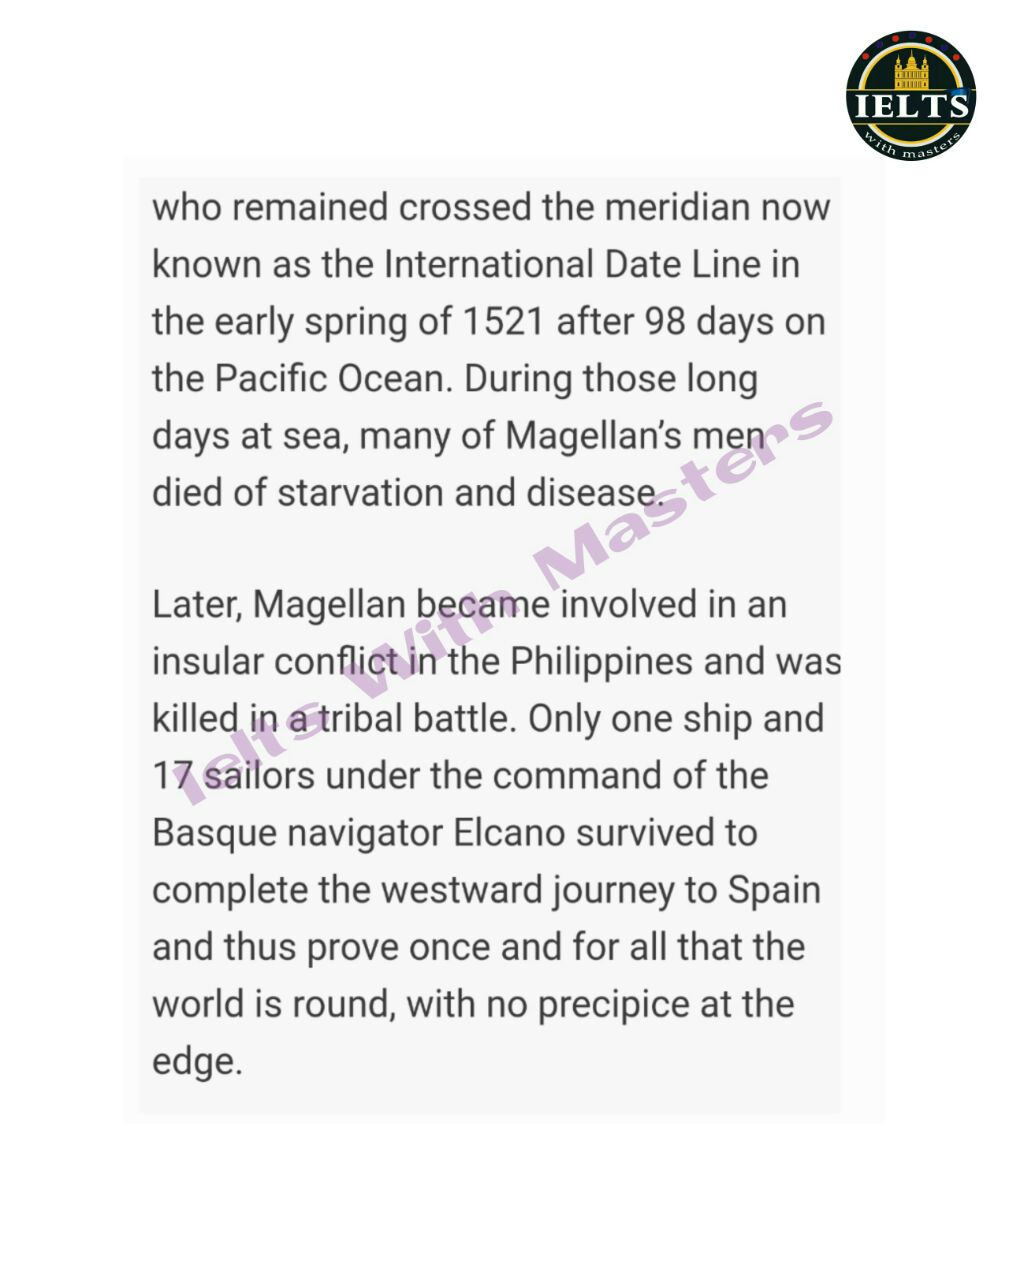 IELTS
with masters
who remained crossed the meridian now
known as the International Date Line in
the early spring of 1521 after 98 days on
the Pacific Ocean. During those long
days at sea, many of Magellan’s men
died of starvation and disease.
Later, Magellan became involved in an
insular conflict in the Philippines and was
killed in a tribal battle. Only one ship and
17 sailors under the command of the
Basque navigator Elcano survived to
complete the westward journey to Spain
and thus prove once and for all that the
world is round, with no precipice at the
edge.
Ielts With Masters